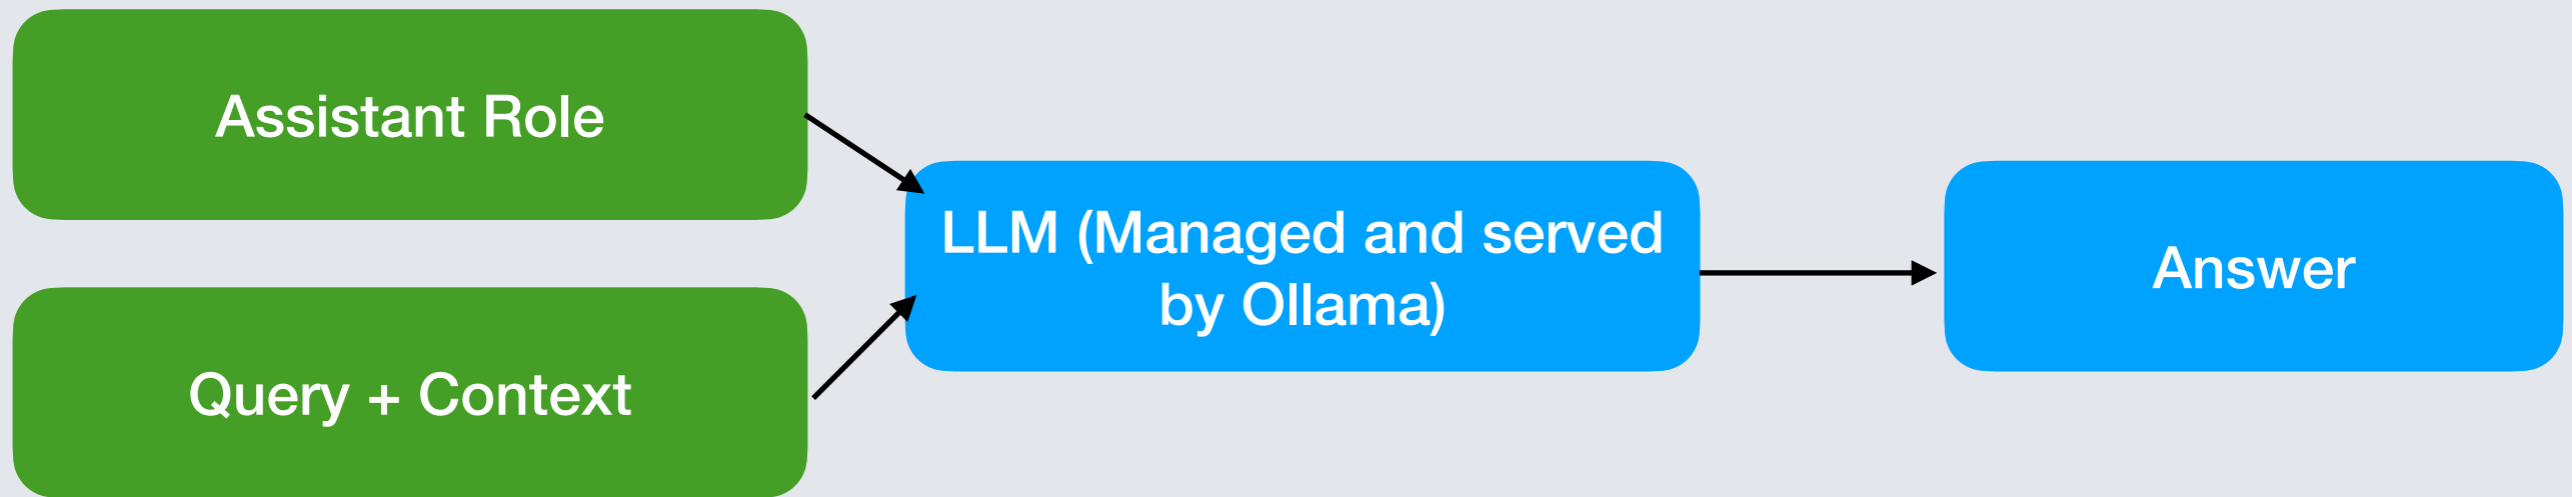 Assistant Role
Query + Context
LLM (Managed and served
by Ollama)
Answer